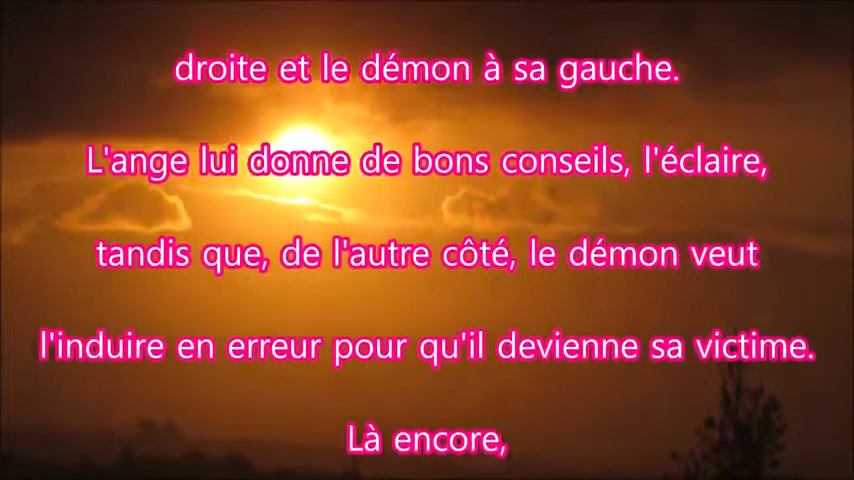 droite et le démon à sa gauche.
L'ange lui donne de bons conseils, l'éclaire,
tandis que, de l'autre côté, le démon veut
l'induire en erreur pour qu'il devienne sa victime.
Là encore,